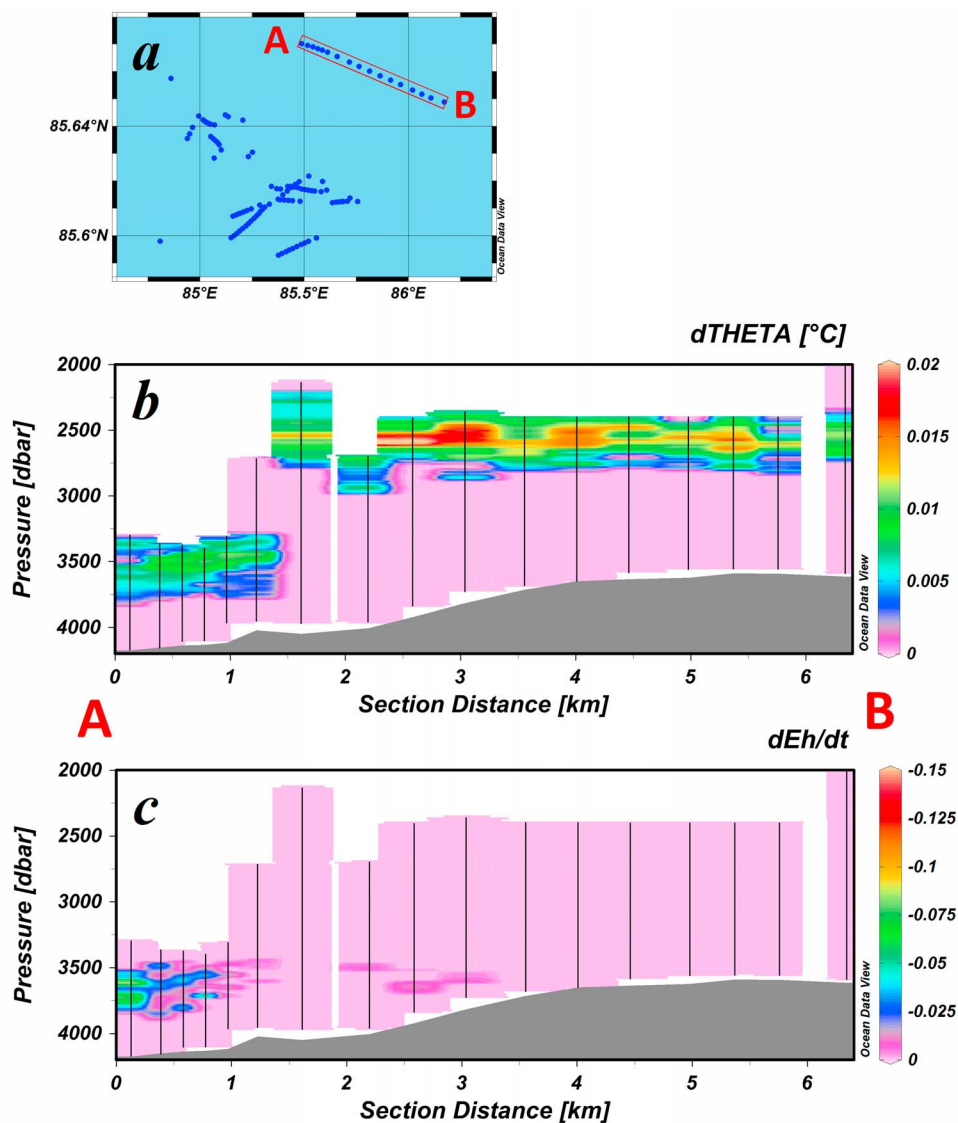 a
A
B
85.64°N
85.6°N
85°E
85.5°E
86°E
Ocean Data View
dTHETA [°C]
b
2000
2500
3000
3500
4000
Pressure [dbar]
0 1 2 3 4 5 6
Section Distance [km]
0.02
0.015
0.01
0.005
0
Ocean Data View
A
B
dEh/dt
c
2000
2500
3000
3500
4000
Pressure [dbar]
0 1 2 3 4 5 6
Section Distance [km]
-0.15
-0.125
-0.1
-0.075
-0.05
-0.025
0
Ocean Data View